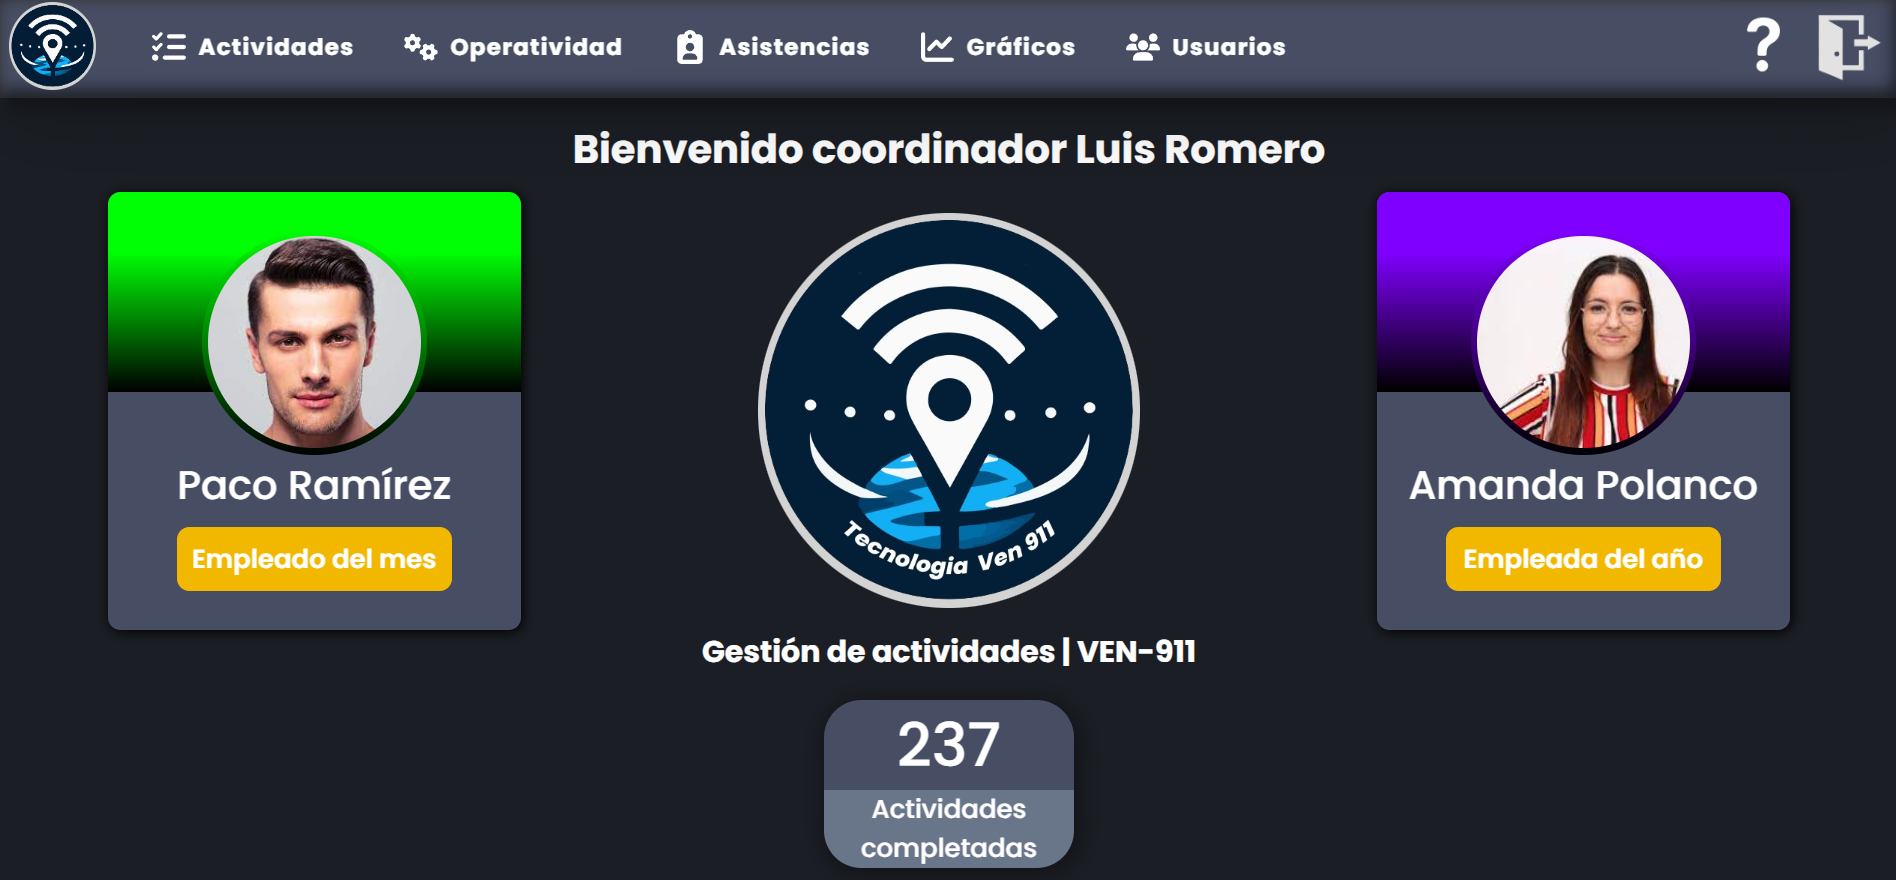 Actividades
Operatividad
Asistencias
Gráficos
Usuarios
?
Bienvenido coordinador Luis Romero
Paco Ramírez
Empleado del mes
Tecnologia Ven 911
Gestión de actividades | VEN-911
237
Actividades
completadas
Amanda Polanco
Empleada del año